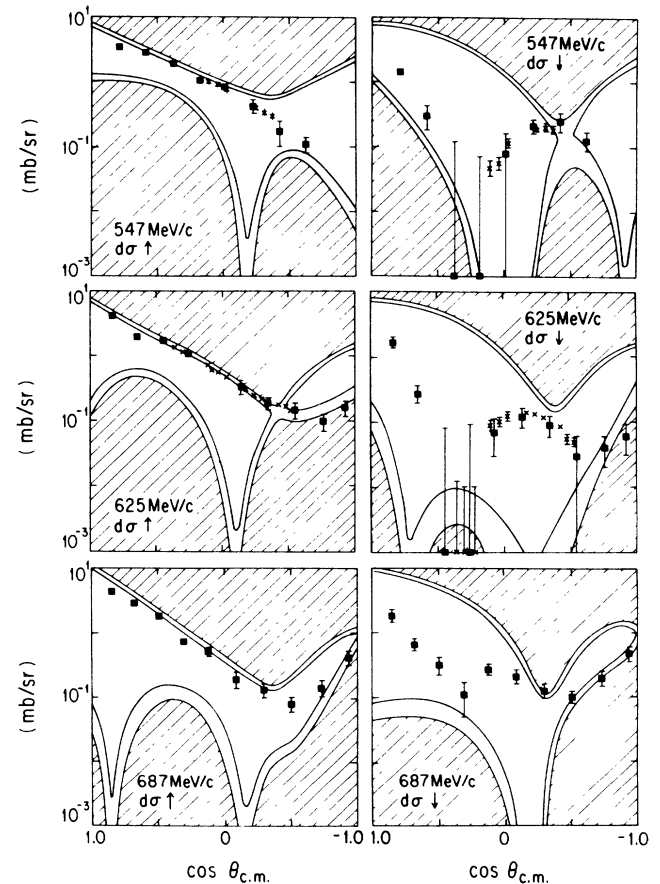 10¹
10⁻¹
10⁻³
(mb/sr)
547MeV/c
dσ ↑
547MeV/c
dσ ↓
10¹
10⁻¹
10⁻³
(mb/sr)
625MeV/c
dσ ↑
625MeV/c
dσ ↓
10¹
10⁻¹
10⁻³
(mb/sr)
687MeV/c
dσ ↑
687MeV/c
dσ ↓
1.0 0 -1.0
1.0 0 -1.0
cos θc.m.
cos θc.m.